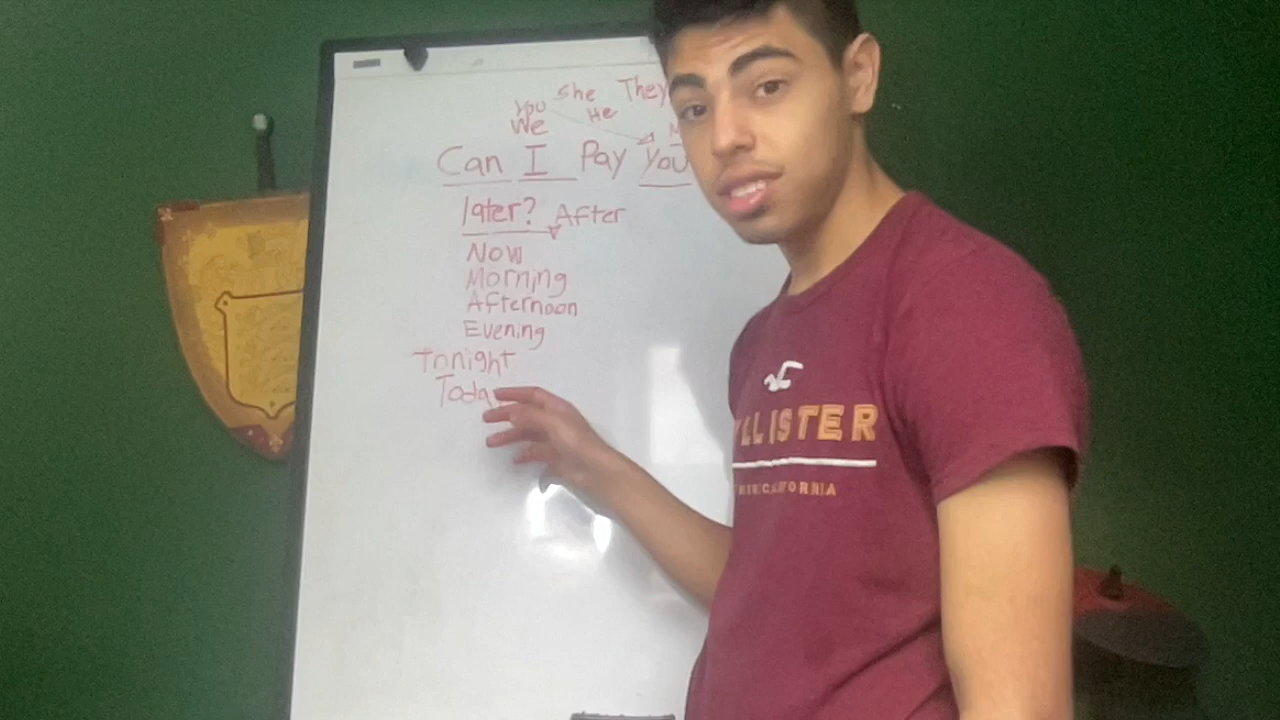 She They
You He
We
Can I Pay You
later? After
Now
Morning
Afternoon
Evening
Tonight
LLISTER